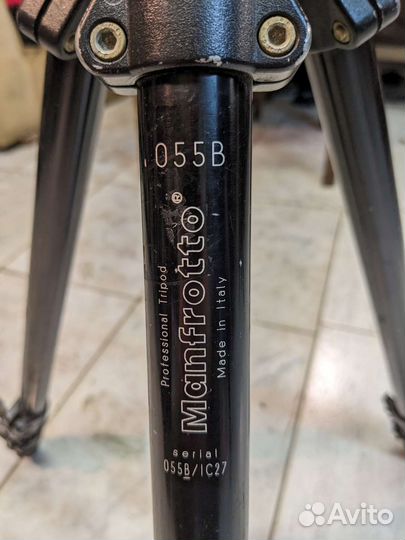 055B
Professional Tripod
Manfrotto®
Made in Italy
serial
055B/IC27
Avito